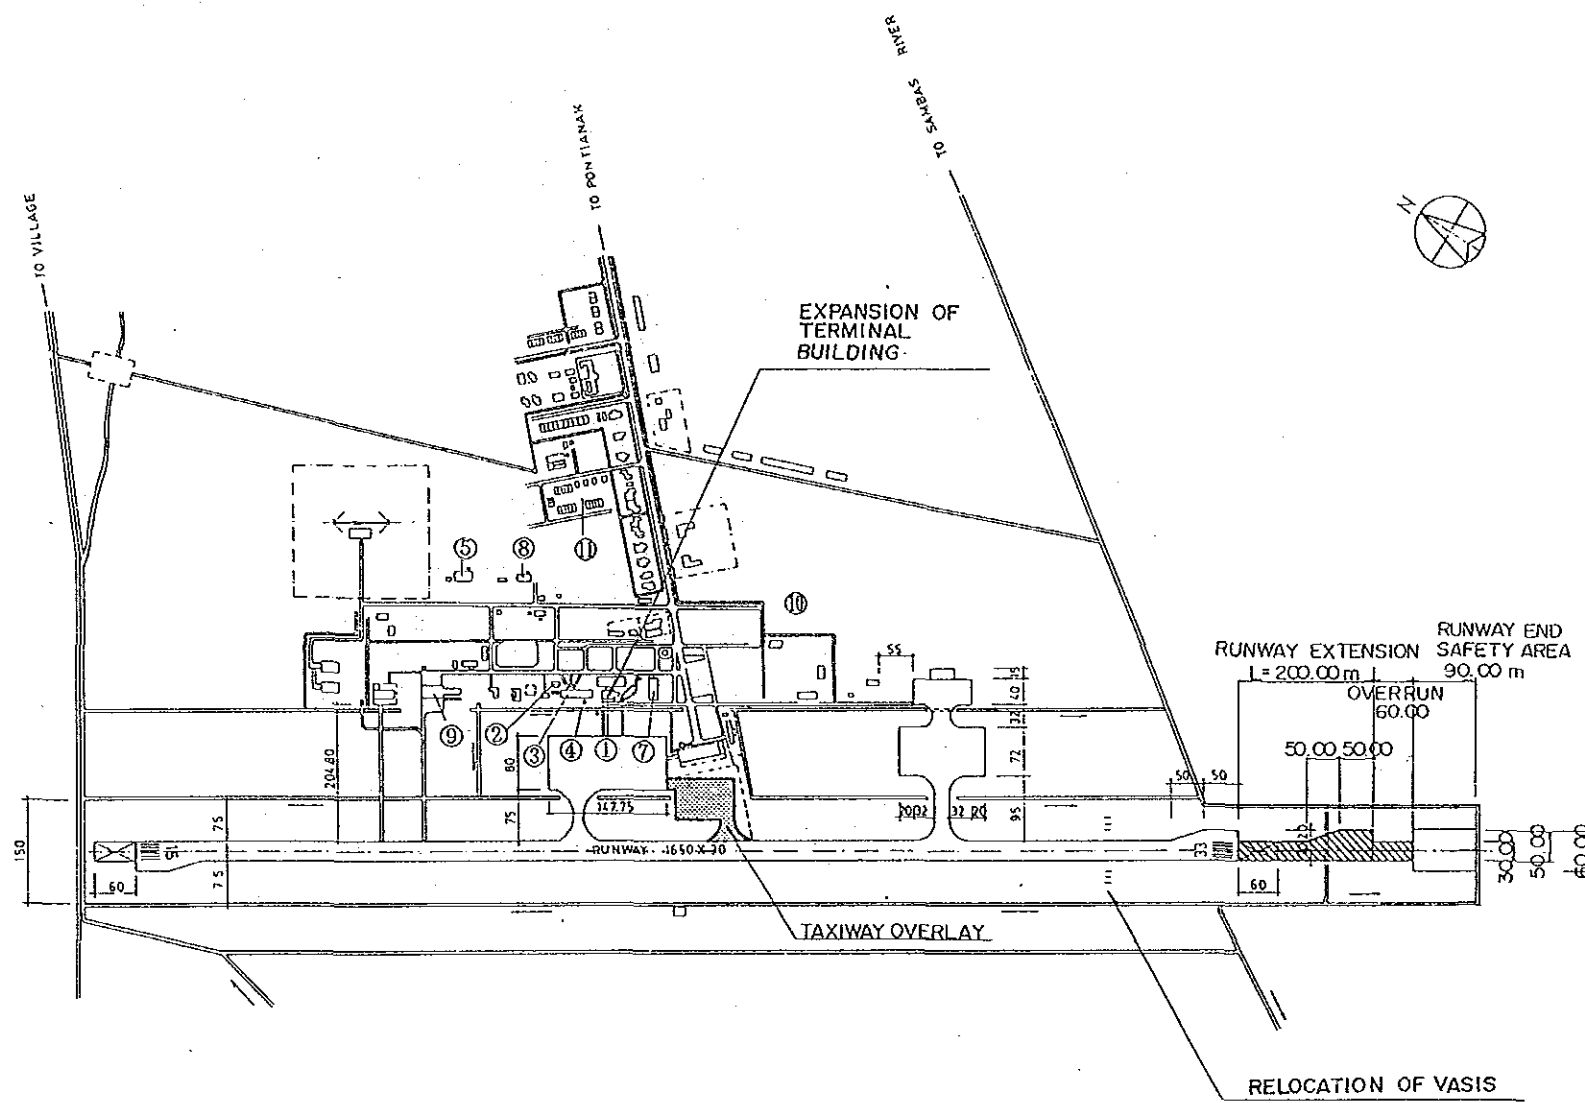 TO SAMBAS RIVER
TO PONTIANAK
TO VILLAGE
N
EXPANSION OF
TERMINAL
BUILDING
5
8
11
10
RUNWAY EXTENSION
L=200.00 m
RUNWAY END
SAFETY AREA
90.00 m
OVERRUN
60.00
50.00 50.00
55
15
40
32
72
95
9
2
3
4
1
7
204.80
80
75
147.75
32 20
50 50
150
75
75
15
60
RUNWAY 1650 X 30
33
60
30.00
50.00
60.00
TAXIWAY OVERLAY
RELOCATION OF VASIS